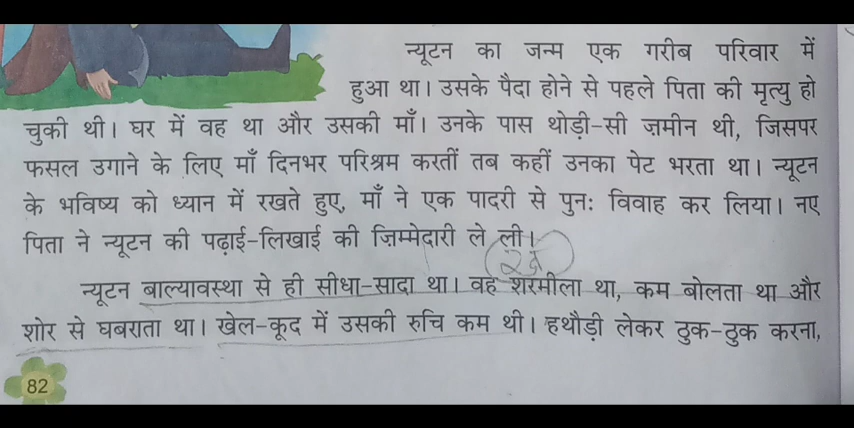 न्यूटन का जन्म एक गरीब परिवार में
हुआ था। उसके पैदा होने से पहले पिता की मृत्यु हो
चुकी थी। घर में वह था और उसकी माँ। उनके पास थोड़ी-सी ज़मीन थी, जिसपर
फसल उगाने के लिए माँ दिनभर परिश्रम करतीं तब कहीं उनका पेट भरता था। न्यूटन
के भविष्य को ध्यान में रखते हुए, माँ ने एक पादरी से पुनः विवाह कर लिया। नए
पिता ने न्यूटन की पढ़ाई-लिखाई की ज़िम्मेदारी ले ली।
न्यूटन बाल्यावस्था से ही सीधा-सादा था। वह शरमीला था, कम बोलता था और
शोर से घबराता था। खेल-कूद में उसकी रुचि कम थी। हथौड़ी लेकर ठुक-ठुक करना,
82